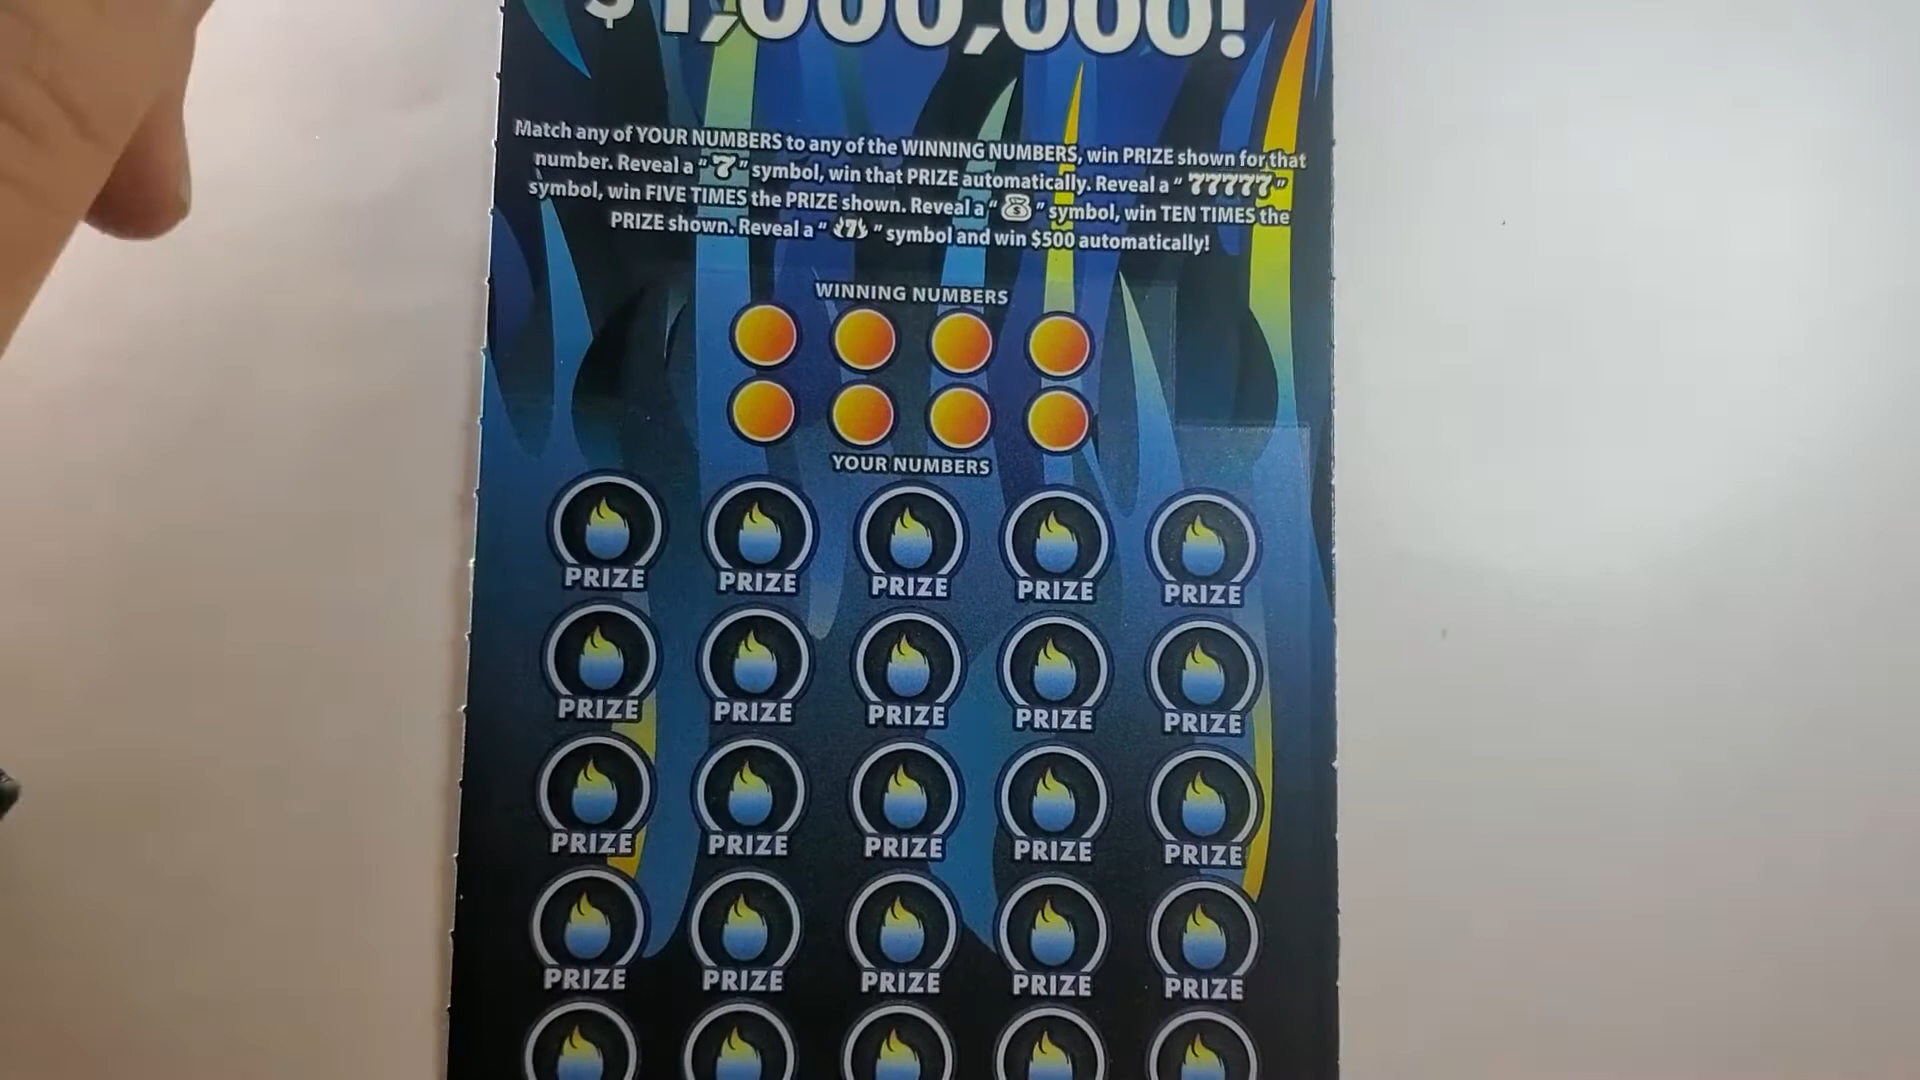 $1,000,000!
Match any of YOUR NUMBERS to any of the WINNING NUMBERS, win PRIZE shown for that
number. Reveal a "7" symbol, win that PRIZE automatically. Reveal a "77777"
symbol, win FIVE TIMES the PRIZE shown. Reveal a " $ " symbol, win TEN TIMES the
PRIZE shown. Reveal a " 7 " symbol and win $500 automatically!
WINNING NUMBERS
YOUR NUMBERS
PRIZE PRIZE PRIZE PRIZE PRIZE
PRIZE PRIZE PRIZE PRIZE PRIZE
PRIZE PRIZE PRIZE PRIZE PRIZE
PRIZE PRIZE PRIZE PRIZE PRIZE